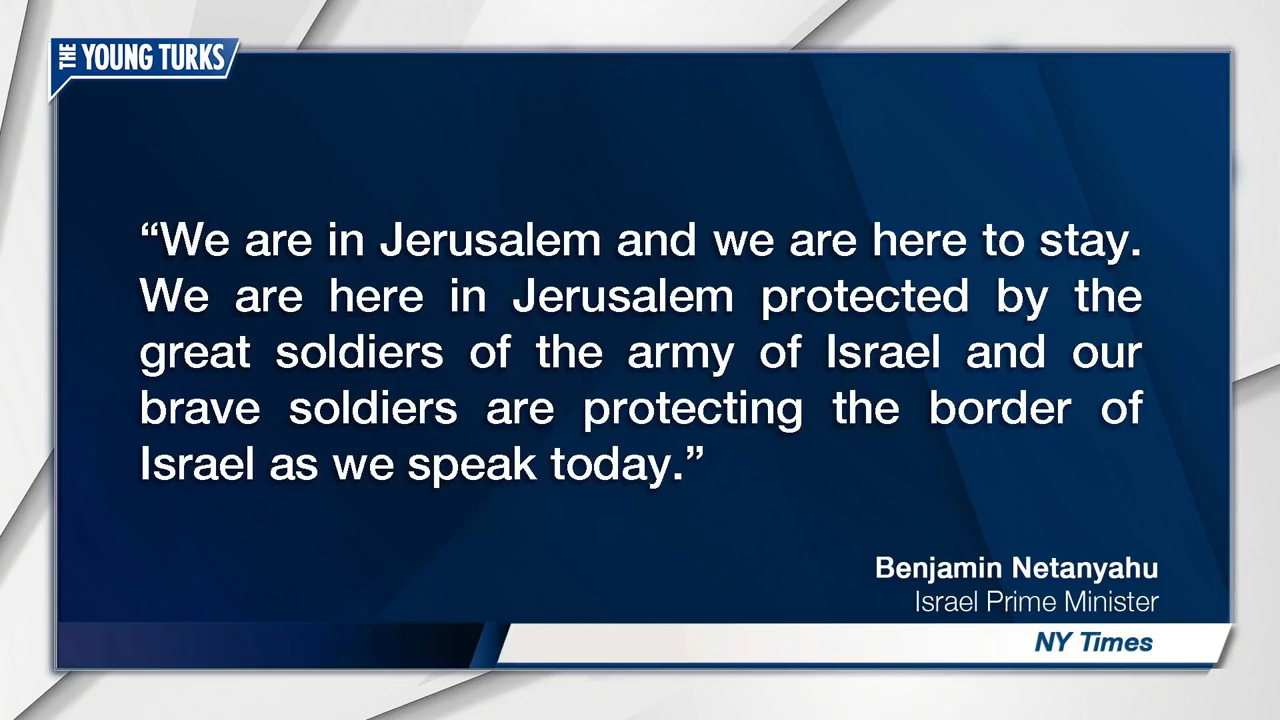 THE YOUNG TURKS
“We are in Jerusalem and we are here to stay.
We are here in Jerusalem protected by the
great soldiers of the army of Israel and our
brave soldiers are protecting the border of
Israel as we speak today.”
Benjamin Netanyahu
Israel Prime Minister
NY Times